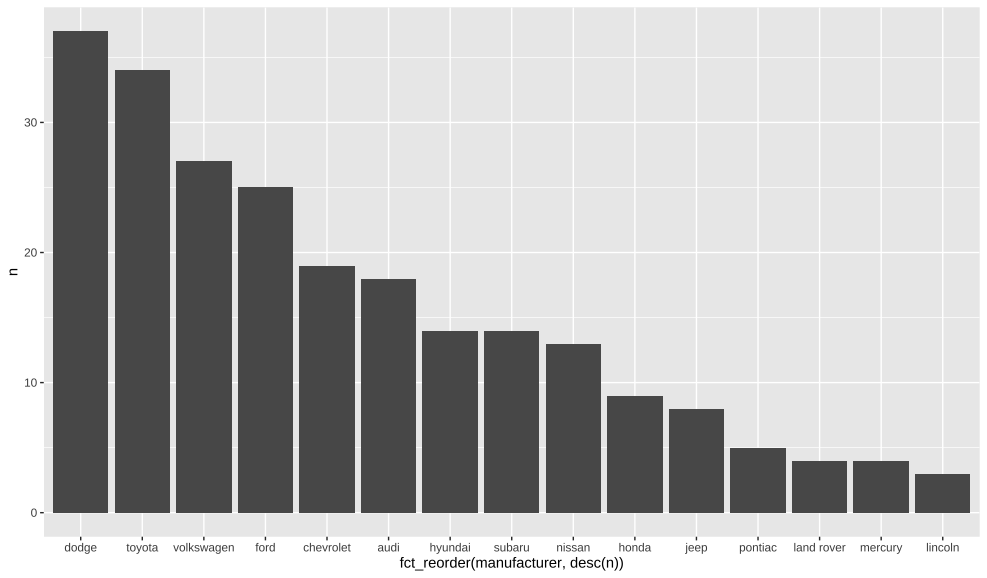 30
20
10
0
n
dodge toyota volkswagen ford chevrolet audi hyundai subaru nissan honda jeep pontiac land rover mercury lincoln
fct_reorder(manufacturer, desc(n))